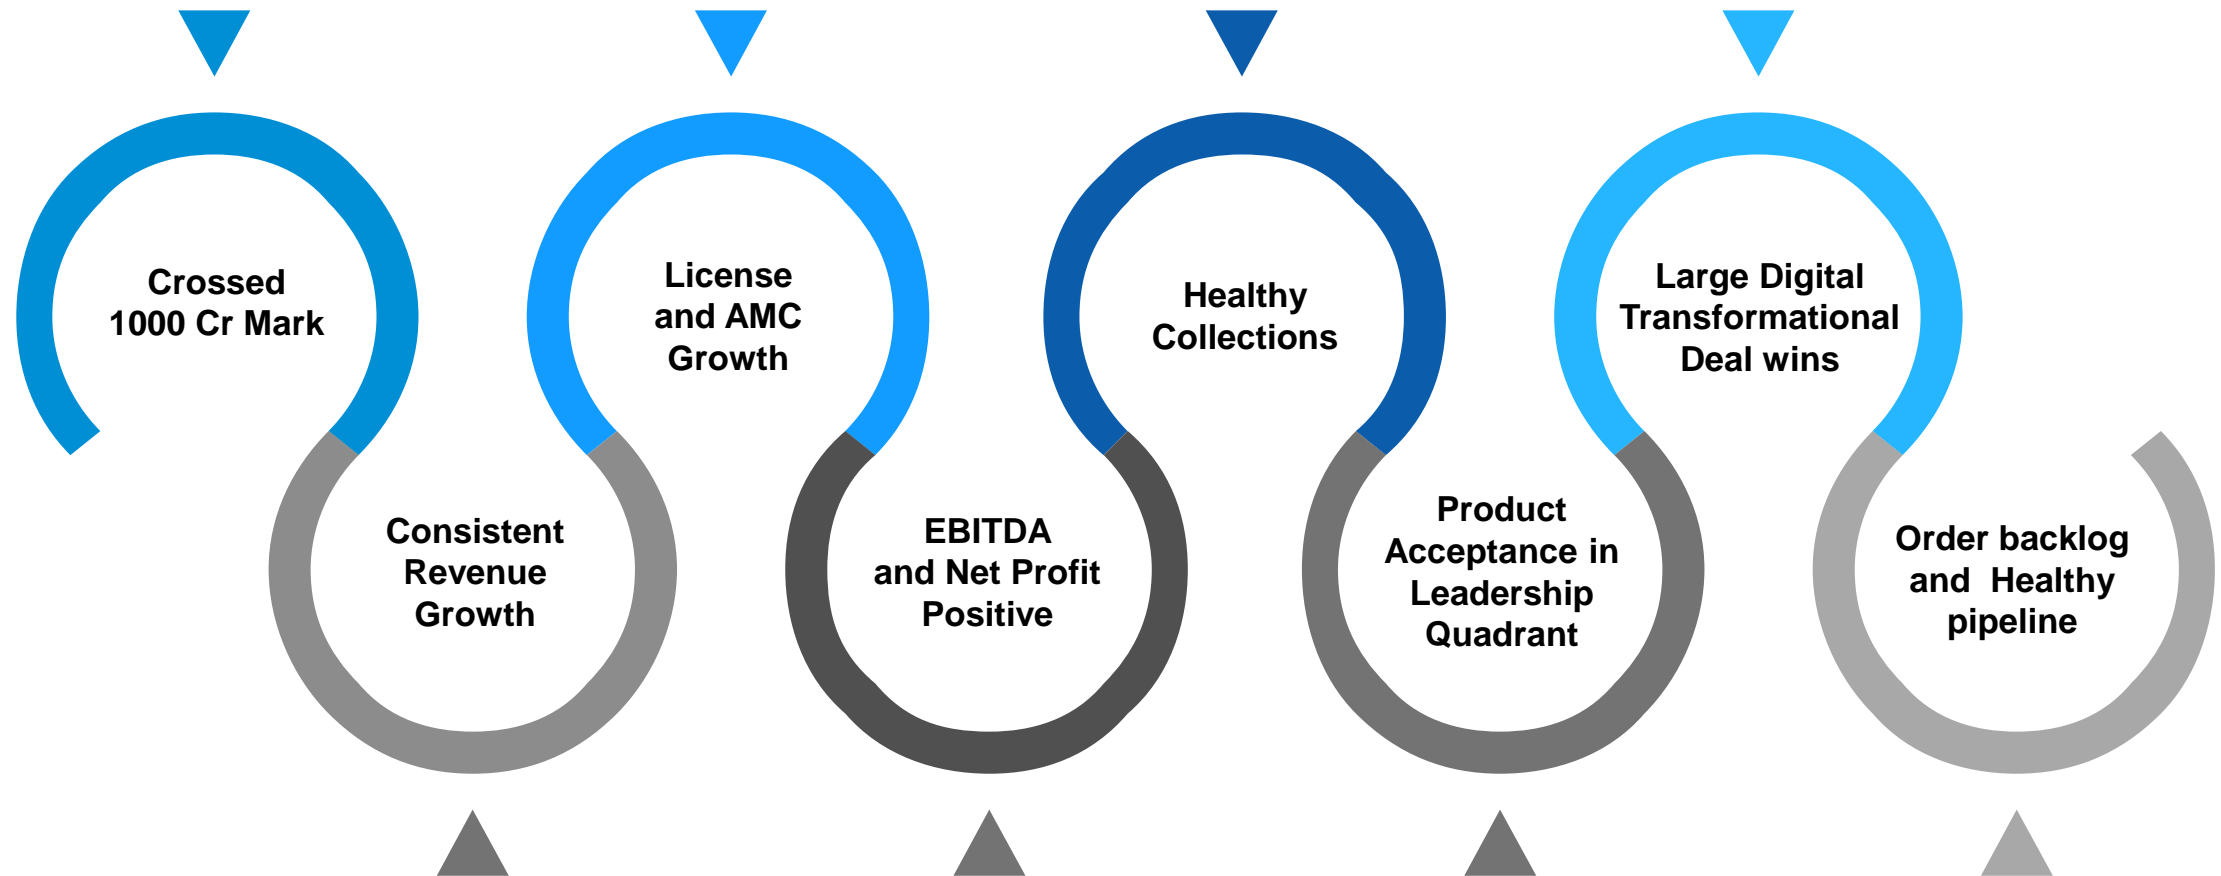 Crossed
1000 Cr Mark
Consistent
Revenue
Growth
License
and AMC
Growth
EBITDA
and Net Profit
Positive
Healthy
Collections
Product
Acceptance in
Leadership
Quadrant
Large Digital
Transformational
Deal wins
Order backlog
and  Healthy
pipeline